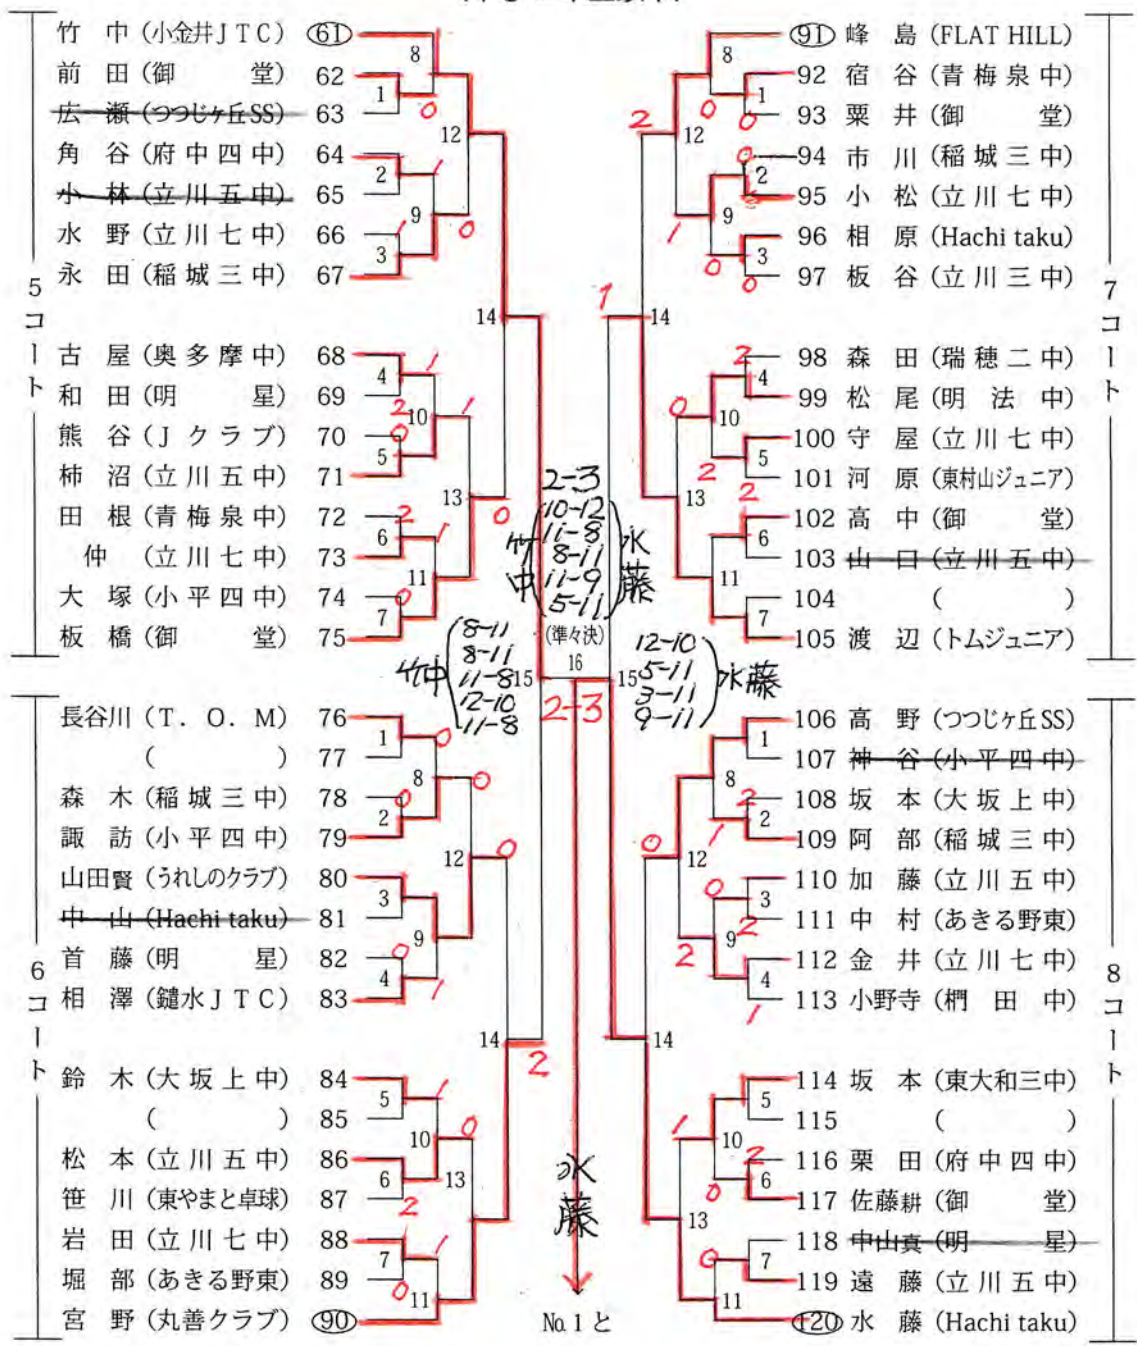 5コート
竹 中 (小金井JTC) 61
前 田 (御 堂) 62
広 瀬 (つつじヶ丘SS) 63
角 谷 (府中四中) 64
小 林 (立川五中) 65
水 野 (立川七中) 66
永 田 (稲城三中) 67
古 屋 (奥多摩中) 68
和 田 (明 星) 69
熊 谷 (Jクラブ) 70
柿 沼 (立川五中) 71
田 根 (青梅泉中) 72
仲 (立川七中) 73
大 塚 (小平四中) 74
板 橋 (御 堂) 75
6コート
長谷川 (T.O.M) 76
( ) 77
森 木 (稲城三中) 78
諏 訪 (小平四中) 79
山田賢 (うれしのクラブ) 80
中 山 (Hachi taku) 81
首 藤 (明 星) 82
相 澤 (鑓水JTC) 83
鈴 木 (大坂上中) 84
( ) 85
松 本 (立川五中) 86
笹 川 (東やまと卓球) 87
岩 田 (立川七中) 88
堀 部 (あきる野東) 89
宮 野 (丸善クラブ) 90
2-3
竹中
10-12
11-8
8-11
11-9
5-11
水藤
(準々決)
16
2-3
竹中
8-11
8-11
11-8
12-10
11-8
15
15
12-10
5-11
3-11
9-11
水藤
水藤
No.1と
7コート
91 峰 島 (FLAT HILL)
92 宿 谷 (青梅泉中)
93 粟 井 (御 堂)
94 市 川 (稲城三中)
95 小 松 (立川七中)
96 相 原 (Hachi taku)
97 板 谷 (立川三中)
98 森 田 (瑞穂二中)
99 松 尾 (明法中)
100 守 屋 (立川七中)
101 河 原 (東村山ジュニア)
102 高 中 (御 堂)
103 山 口 (立川五中)
104 ( )
105 渡 辺 (トムジュニア)
8コート
106 高 野 (つつじヶ丘SS)
107 神 谷 (小平四中)
108 坂 本 (大坂上中)
109 阿 部 (稲城三中)
110 加 藤 (立川五中)
111 中 村 (あきる野東)
112 金 井 (立川七中)
113 小野寺 (椚田中)
114 坂 本 (東大和三中)
115 ( )
116 栗 田 (府中四中)
117 佐藤耕 (御 堂)
118 中山真 (明 星)
119 遠 藤 (立川五中)
120 水 藤 (Hachi taku)